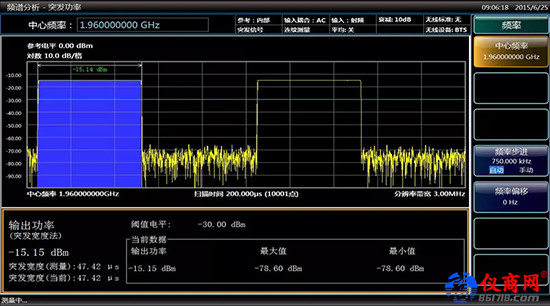 频谱分析 - 突发功率
09:06:18 2015/6/25
中心频率: 1.960000000 GHz
参考: 内部 输入耦合: AC 输入: 射频 衰减: 10dB 无线标准: 无
突发信号 连续测量 平均: 关 无线设备: BTS
频率
参考电平 0.00 dBm
对数 10.0 dB/格
中心频率
1.960000000 GHz
-15.14 dBm
-10.00
-20.00
-30.00
-40.00
-50.00
-60.00
-70.00
-80.00
-90.00
频率步进
750.000 kHz
自动 手动
中心频率 1.960000000GHz 扫描时间 200.000μs (10001点) 分辨率带宽 3.00MHz
频率偏移
0 Hz
输出功率
(突发宽度法)
-15.15 dBm
突发宽度(测量): 47.42 μs
突发宽度(当前): 47.42 μs
阈值电平: -30.00 dBm
当前数据
输出功率 最大值 最小值
-15.15 dBm -78.60 dBm -78.60 dBm
测量中...
仪商网
www.861718.com